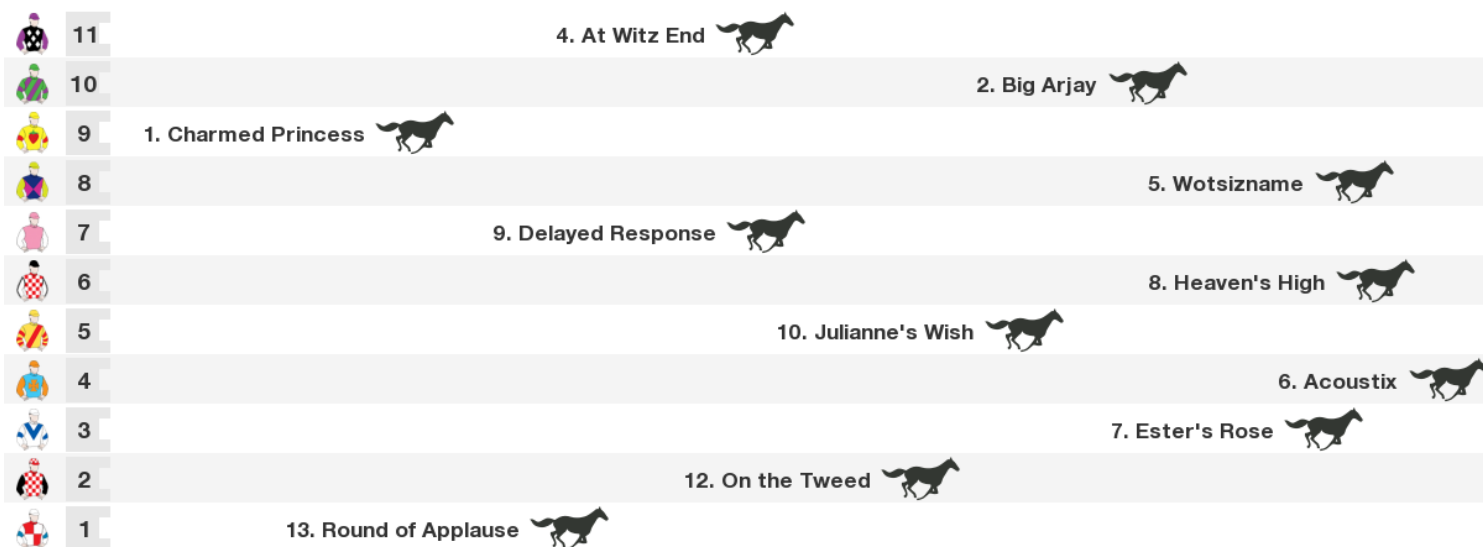 11 4. At Witz End
10 2. Big Arjay
9 1. Charmed Princess
8 5. Wotsizname
7 9. Delayed Response
6 8. Heaven's High
5 10. Julianne's Wish
4 6. Acoustix
3 7. Ester's Rose
2 12. On the Tweed
1 13. Round of Applause